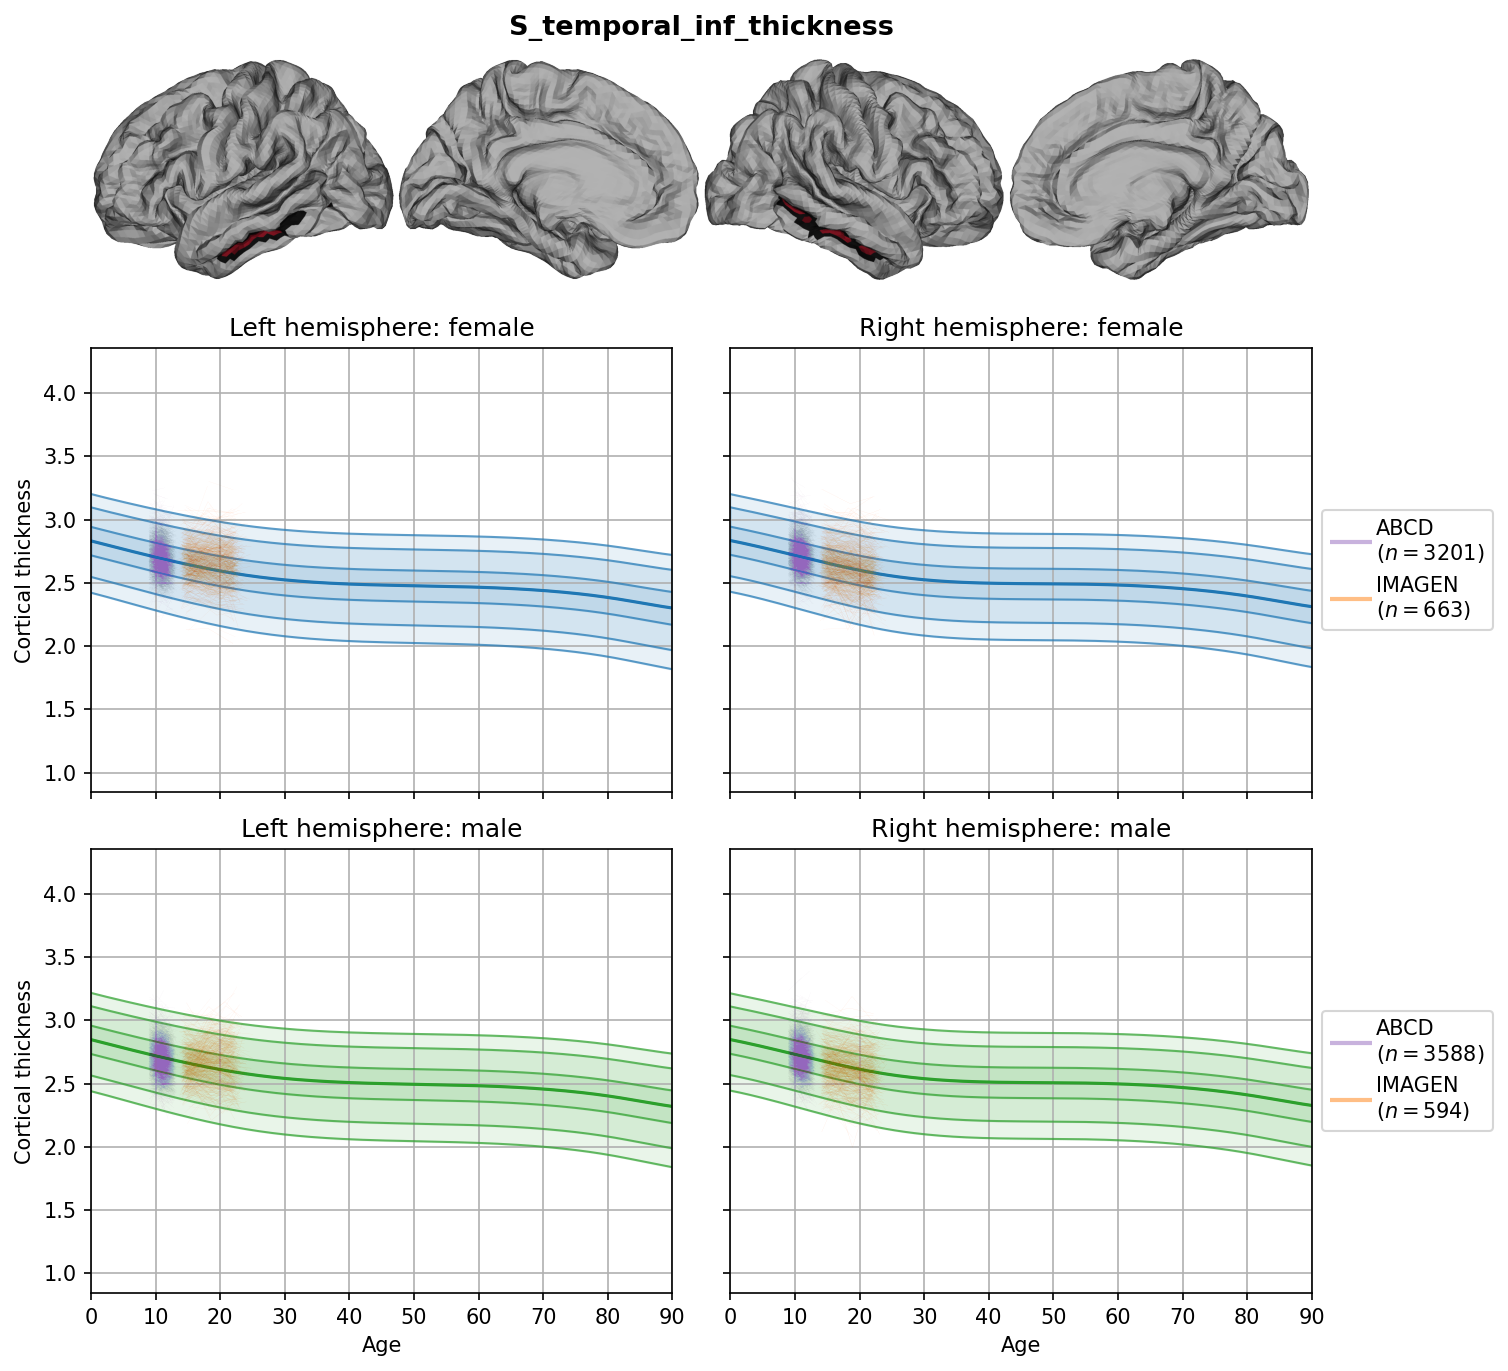 S_temporal_inf_thickness
Left hemisphere: female
Right hemisphere: female
Cortical thickness
4.0
3.5
3.0
2.5
2.0
1.5
1.0
ABCD
(n = 3201)
IMAGEN
(n = 663)
Left hemisphere: male
Right hemisphere: male
Cortical thickness
4.0
3.5
3.0
2.5
2.0
1.5
1.0
ABCD
(n = 3588)
IMAGEN
(n = 594)
0 10 20 30 40 50 60 70 80 90
0 10 20 30 40 50 60 70 80 90
Age
Age